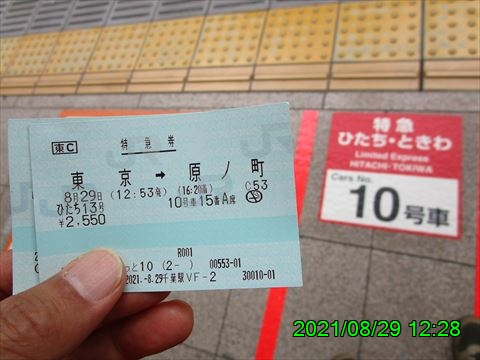 東C
特急券
東京 → 原ノ町
8月29日 (12:53発) (16:20着) C53
ひたち13号 10号車15番A席
¥2,550
R001
っと10 (2- ) 00553-01
2021.-8.29千葉駅VF-2 30010-01
特急
ひたち・ときわ
Limited Express
HITACHI・TOKIWA
Cars No.
10号車
2021/08/29 12:28